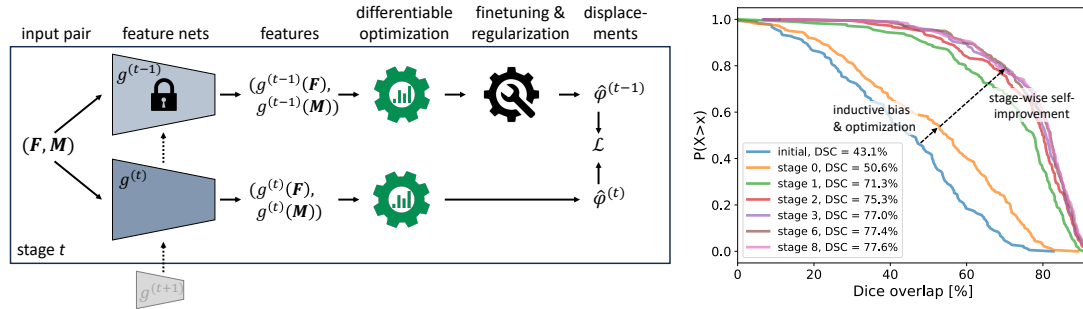 input pair
feature nets
features
differentiable
optimization
finetuning &
regularization
displace-
ments
g^(t-1)
(g^(t-1)(F),
g^(t-1)(M))
φ̂^(t-1)
(F, M)
ℒ
g^(t)
(g^(t)(F),
g^(t)(M))
φ̂^(t)
stage t
g^(t+1)
P(X>x)
1.0
0.8
0.6
0.4
0.2
0.0
inductive bias
& optimization
stage-wise self-
improvement
initial, DSC = 43.1%
stage 0, DSC = 50.6%
stage 1, DSC = 71.3%
stage 2, DSC = 75.3%
stage 3, DSC = 77.0%
stage 6, DSC = 77.4%
stage 8, DSC = 77.6%
0 20 40 60 80
Dice overlap [%]